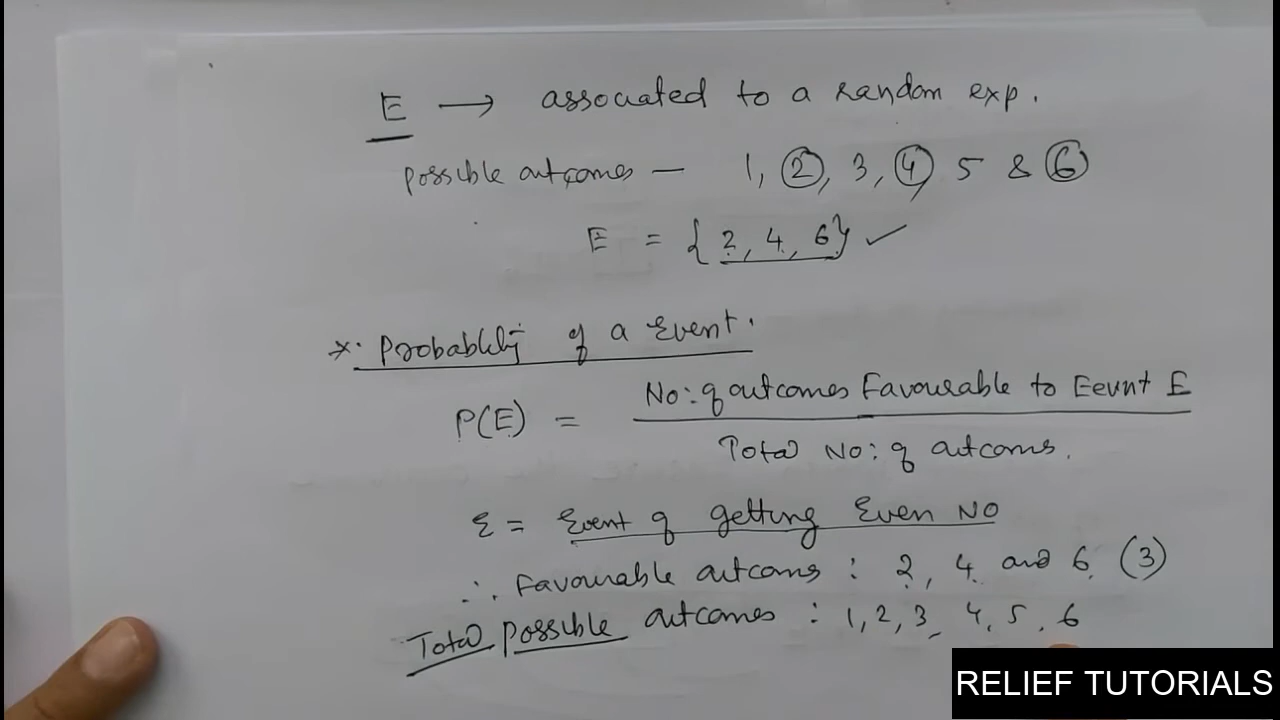 E → associated to a random exp.
possible outcomes — 1, 2, 3, 4, 5 & 6
E = {2, 4, 6} ✓
*. Probability of a Event.
P(E) = No: of outcomes Favourable to Eevnt E
Total No: of outcoms.
E = Event of getting Even NO
∴ Favourable outcoms : 2, 4 and 6 (3)
Total possible outcomes : 1, 2, 3, 4, 5, 6
RELIEF TUTORIALS